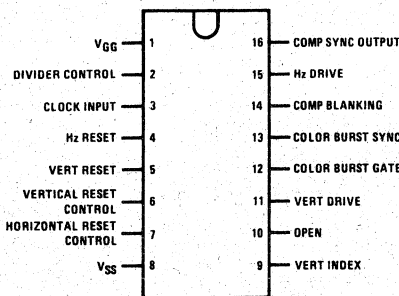 VGG 1
DIVIDER CONTROL 2
CLOCK INPUT 3
Hz RESET 4
VERT RESET 5
VERTICAL RESET
CONTROL 6
HORIZONTAL RESET
CONTROL 7
VSS 8
16 COMP SYNC OUTPUT
15 Hz DRIVE
14 COMP BLANKING
13 COLOR BURST SYNC
12 COLOR BURST GATE
11 VERT DRIVE
10 OPEN
9 VERT INDEX